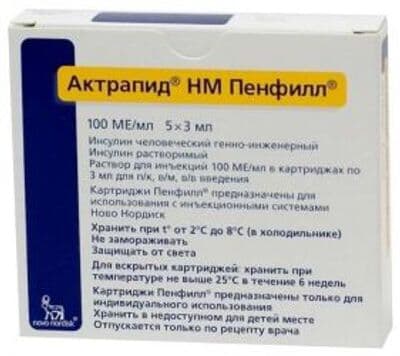 Актрапид® НМ Пенфилл®
100 МЕ/мл 5×3 мл
Инсулин человеческий генно-инженерный
Инсулин растворимый
Раствор для инъекций 100 МЕ/мл в картриджах по
3 мл для п/к, в/м, в/в введения
Картриджи Пенфилл® предназначены для
использования с инъекционными системами
Ново Нордиск
Хранить при t° от 2°C до 8°C (в холодильнике)
Не замораживать
Защищать от света
Для вскрытых картриджей: хранить при
температуре не выше 25°C в течение 6 недель
Картриджи Пенфилл® предназначены только для
индивидуального использования
Хранить в недоступном для детей месте
Отпускается только по рецепту врача
novo nordisk®